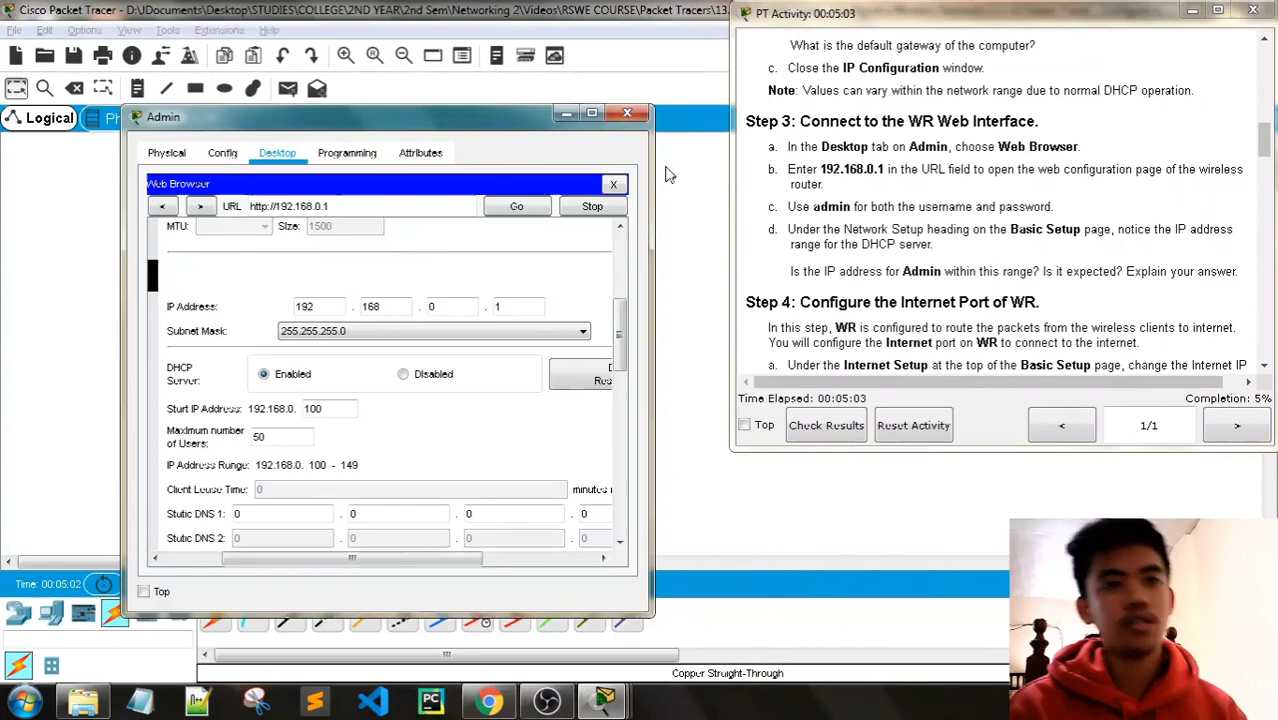 Cisco Packet Tracer - D:\JDocuments\Desktop\STUDIES\COLLEGE\2ND YEAR\2nd Sem\Networking 2\Videos\RSWE COURSE\Packet Tracers\13.
File Edit Options View Tools Extensions Help
Logical
Ph
Admin
Physical Config Desktop Programming Attributes
Web Browser
X
< > URL http://192.168.0.1 Go Stop
MTU: Size: 1500
IP Address: 192 . 168 . 0 . 1
Subnet Mask: 255.255.255.0
DHCP
Server:
Enabled Disabled
Res
Start IP Address: 192.168.0. 100
Maximum number
of Users:
50
IP Address Range: 192.168.0. 100 - 149
Client Lease Time: 0 minutes
Static DNS 1: 0 . 0 . 0 . 0
Static DNS 2: 0 . 0 . 0 . 0
Top
PT Activity: 00:05:03
What is the default gateway of the computer?
c. Close the IP Configuration window.
Note: Values can vary within the network range due to normal DHCP operation.
Step 3: Connect to the WR Web Interface.
a. In the Desktop tab on Admin, choose Web Browser.
b. Enter 192.168.0.1 in the URL field to open the web configuration page of the wireless
router.
c. Use admin for both the username and password.
d. Under the Network Setup heading on the Basic Setup page, notice the IP address
range for the DHCP server.
Is the IP address for Admin within this range? Is it expected? Explain your answer.
Step 4: Configure the Internet Port of WR.
In this step, WR is configured to route the packets from the wireless clients to internet.
You will configure the Internet port on WR to connect to the internet.
a. Under the Internet Setup at the top of the Basic Setup page, change the Internet IP
Time Elapsed: 00:05:03 Completion: 5%
Top Check Results Reset Activity < 1/1 >
Time: 00:05:02
Copper Straight-Through
PC